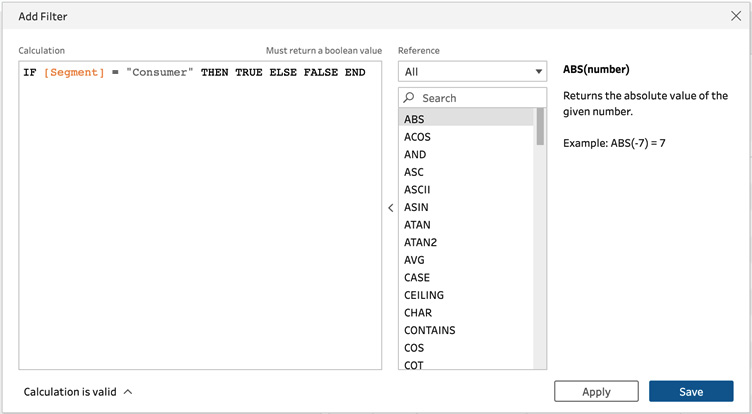 Add Filter
Calculation
Must return a boolean value
IF [Segment] = "Consumer" THEN TRUE ELSE FALSE END
Reference
All
Search
ABS
ACOS
AND
ASC
ASCII
ASIN
ATAN
ATAN2
AVG
CASE
CEILING
CHAR
CONTAINS
COS
COT
ABS(number)
Returns the absolute value of the
given number.
Example: ABS(-7) = 7
Calculation is valid
Apply
Save